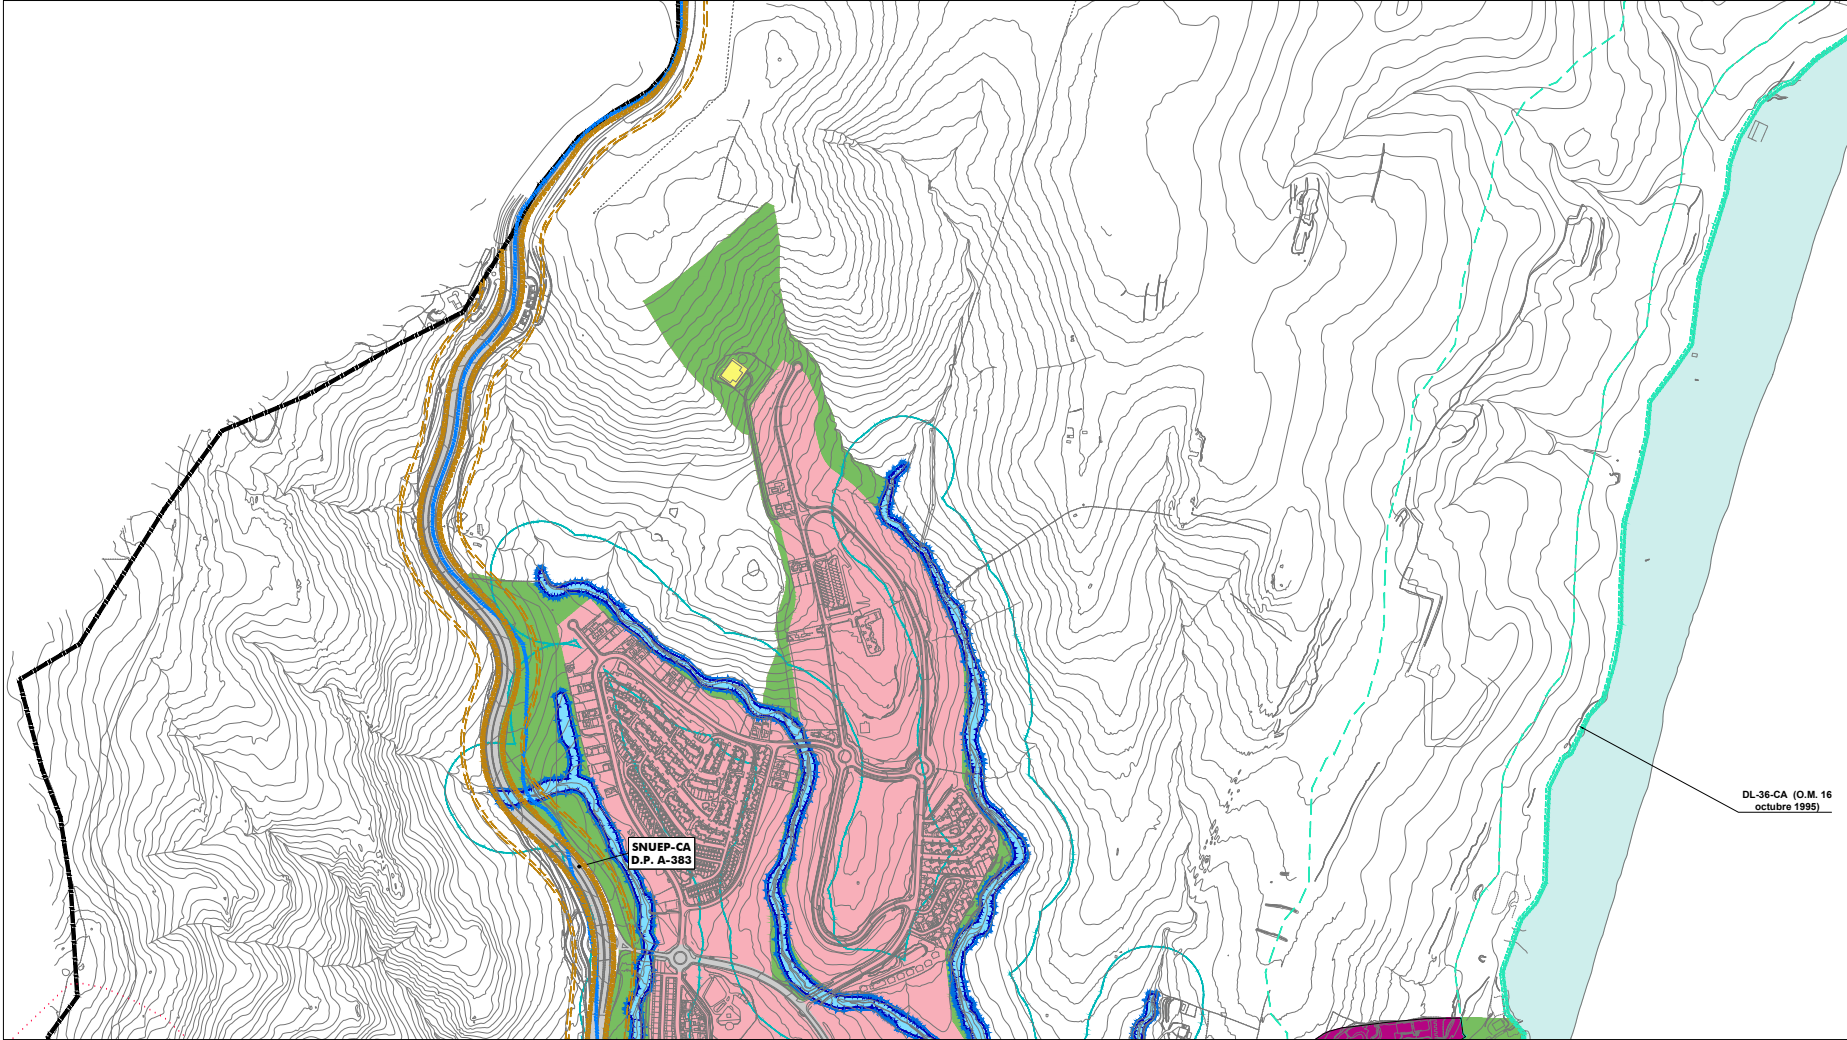 SNUEP-CA
D.P. A-383
DL-36-CA (O.M. 16
octubre 1995)